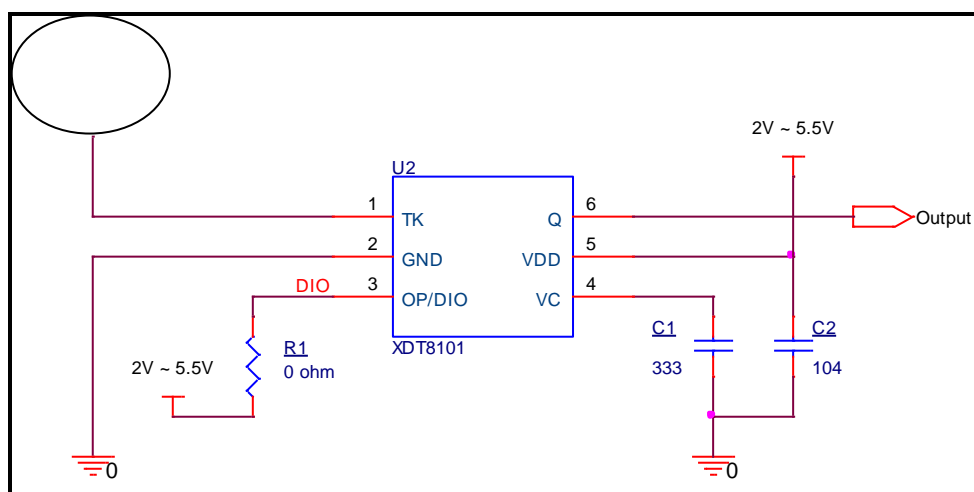 2V ~ 5.5V
U2
1
TK
6
Q
Output
2
GND
5
VDD
DIO
3
OP/DIO
4
VC
XDT8101
R1
0 ohm
2V ~ 5.5V
C1
333
C2
104
0
0